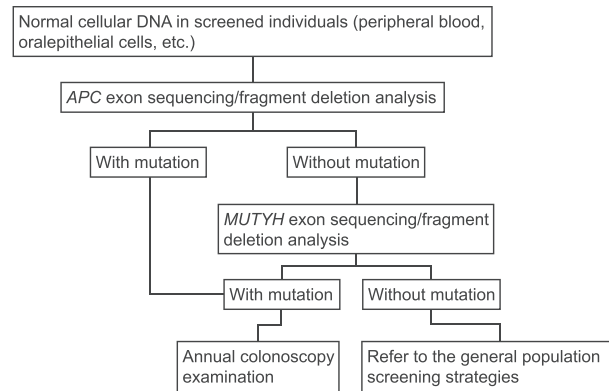 Normal cellular DNA in screened individuals (peripheral blood,
oralepithelial cells, etc.)
APC exon sequencing/fragment deletion analysis
With mutation
Without mutation
MUTYH exon sequencing/fragment
deletion analysis
With mutation
Without mutation
Annual colonoscopy
examination
Refer to the general population
screening strategies